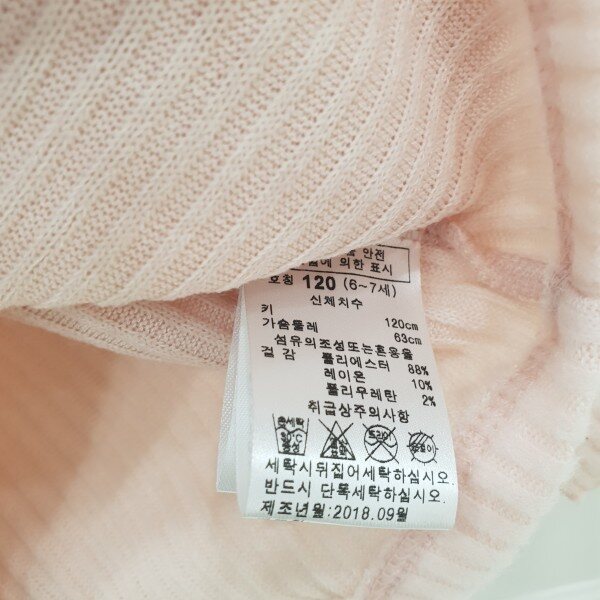 안전
에 의한 표시
호칭 120 (6~7세)
신체치수
키 120cm
가슴둘레 63cm
섬유의조성또는혼용율
겉감 폴리에스터 88%
레이온 10%
폴리우레탄 2%
취급상주의사항
세탁시뒤집어세탁하십시오.
반드시 단독세탁하십시오.
제조년월:2018.09월